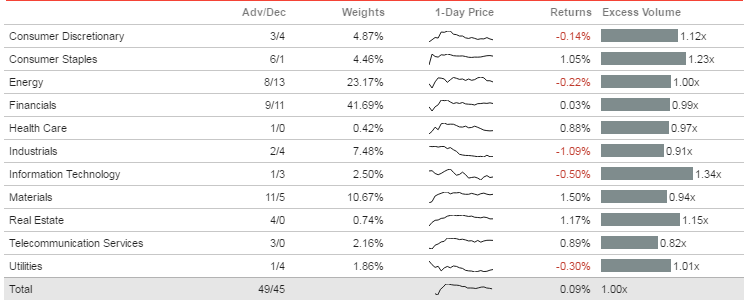 Adv/Dec Weights 1-Day Price Returns Excess Volume
Consumer Discretionary 3/4 4.87% -0.14% 1.12x
Consumer Staples 6/1 4.46% 1.05% 1.23x
Energy 8/13 23.17% -0.22% 1.00x
Financials 9/11 41.69% 0.03% 0.99x
Health Care 1/0 0.42% 0.88% 0.97x
Industrials 2/4 7.48% -1.09% 0.91x
Information Technology 1/3 2.50% -0.50% 1.34x
Materials 11/5 10.67% 1.50% 0.94x
Real Estate 4/0 0.74% 1.17% 1.15x
Telecommunication Services 3/0 2.16% 0.89% 0.82x
Utilities 1/4 1.86% -0.30% 1.01x
Total 49/45 0.09% 1.00x